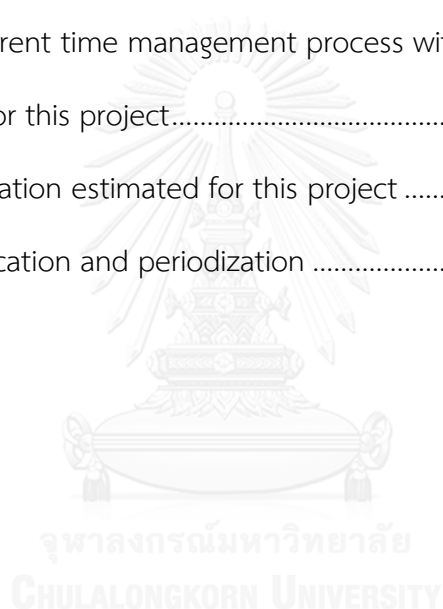 rent time management process wit
or this project..........................................
ation estimated for this project ......
cation and periodization ....................
จุฬาลงกรณ์มหาวิทยาลัย
CHULALONGKORN UNIVERSITY